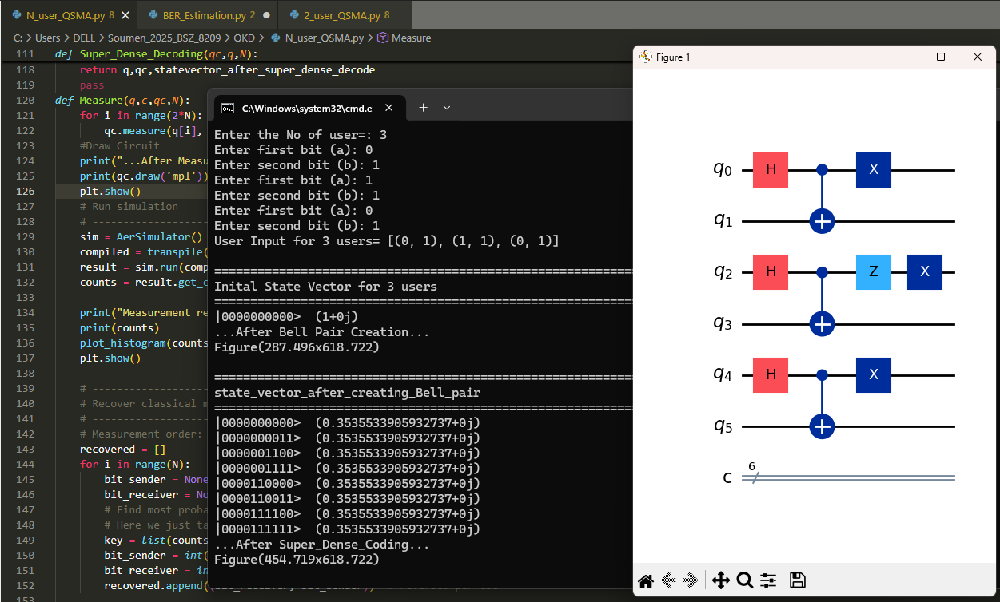 N_user_QSMA.py 8
BER_Estimation.py 2
2_user_QSMA.py 8
C: > Users > DELL > Soumen_2025_BSZ_8209 > QKD > N_user_QSMA.py > Measure
111 def Super_Dense_Decoding(qc,q,N):
118 return q,qc,statevector_after_super_dense_decode
119 pass
120 def Measure(q,c,qc,N):
121 for i in range(2*N):
122 qc.measure(q[i],
123 #Draw Circuit
124 print("...After Measu
125 print(qc.draw('mpl'))
126 plt.show()
127 # Run simulation
128 # --------------------
129 sim = AerSimulator()
130 compiled = transpile(
131 result = sim.run(comp
132 counts = result.get_c
133
134 print("Measurement re
135 print(counts)
136 plot_histogram(counts
137 plt.show()
138
139 # --------------------
140 # Recover classical m
141 # --------------------
142 # Measurement order:
143 recovered = []
144 for i in range(N):
145 bit_sender = None
146 bit_receiver = No
147 # Find most proba
148 # Here we just ta
149 key = list(counts
150 bit_sender = int(
151 bit_receiver = in
152 recovered.append(
153
C:\Windows\system32\cmd.e
Enter the No of user=: 3
Enter first bit (a): 0
Enter second bit (b): 1
Enter first bit (a): 1
Enter second bit (b): 1
Enter first bit (a): 0
Enter second bit (b): 1
User Input for 3 users= [(0, 1), (1, 1), (0, 1)]
==========================================================
Inital State Vector for 3 users
==========================================================
|0000000000> (1+0j)
...After Bell Pair Creation...
Figure(287.496x618.722)
==========================================================
state_vector_after_creating_Bell_pair
==========================================================
|0000000000> (0.3535533905932737+0j)
|0000000011> (0.3535533905932737+0j)
|0000001100> (0.3535533905932737+0j)
|0000001111> (0.3535533905932737+0j)
|0000110000> (0.3535533905932737+0j)
|0000110011> (0.3535533905932737+0j)
|0000111100> (0.3535533905932737+0j)
|0000111111> (0.3535533905932737+0j)
...After Super_Dense_Coding...
Figure(454.719x618.722)
Figure 1
q0 H X
q1
q2 H Z X
q3
q4 H X
q5
6
c